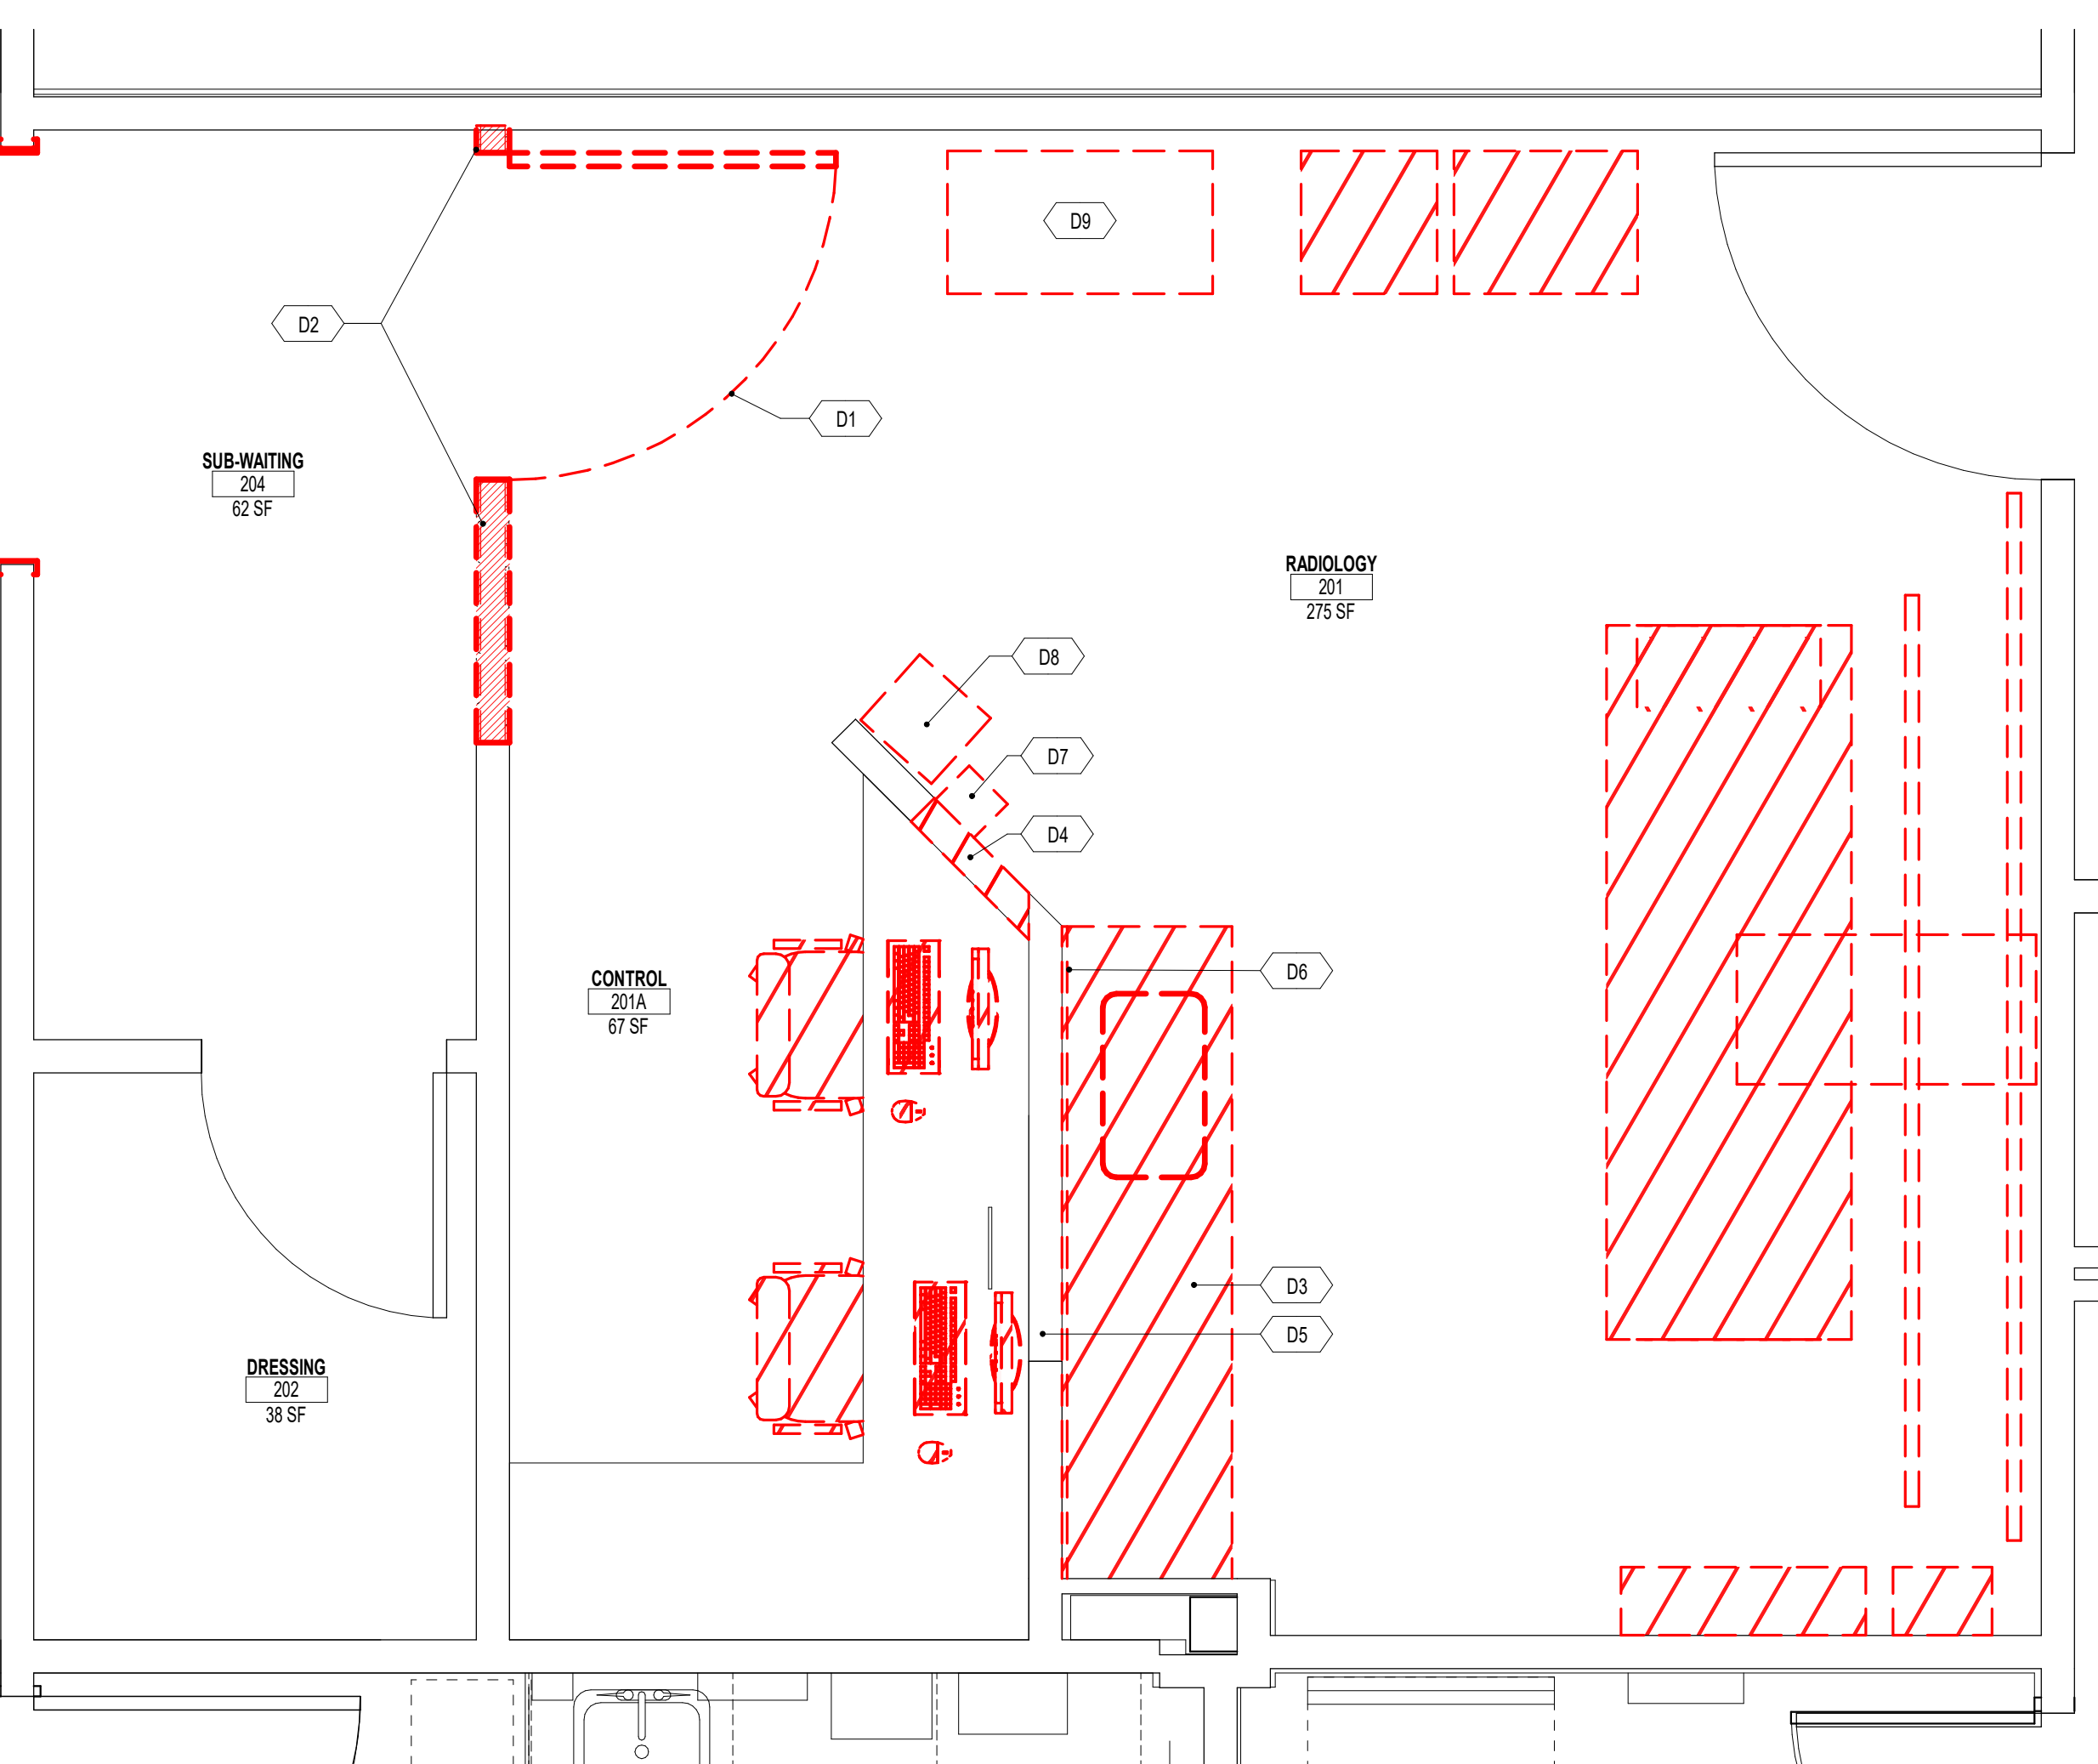 D9
D2
D1
SUB-WAITING
204
62 SF
RADIOLOGY
201
275 SF
D8
D7
D4
D6
CONTROL
201A
67 SF
D3
D5
DRESSING
202
38 SF